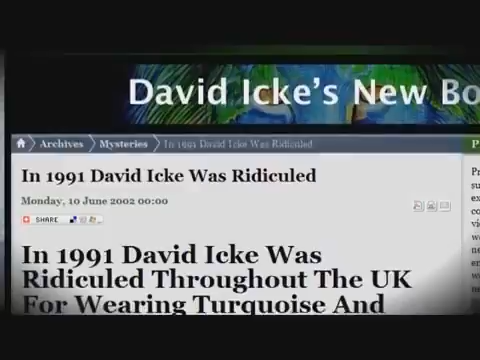 David Icke's New Bo
Archives Mysteries In 1991 David Icke Was Ridiculed
In 1991 David Icke Was Ridiculed
Monday, 10 June 2002 00:00
SHARE
In 1991 David Icke Was
Ridiculed Throughout The UK
For Wearing Turquoise And